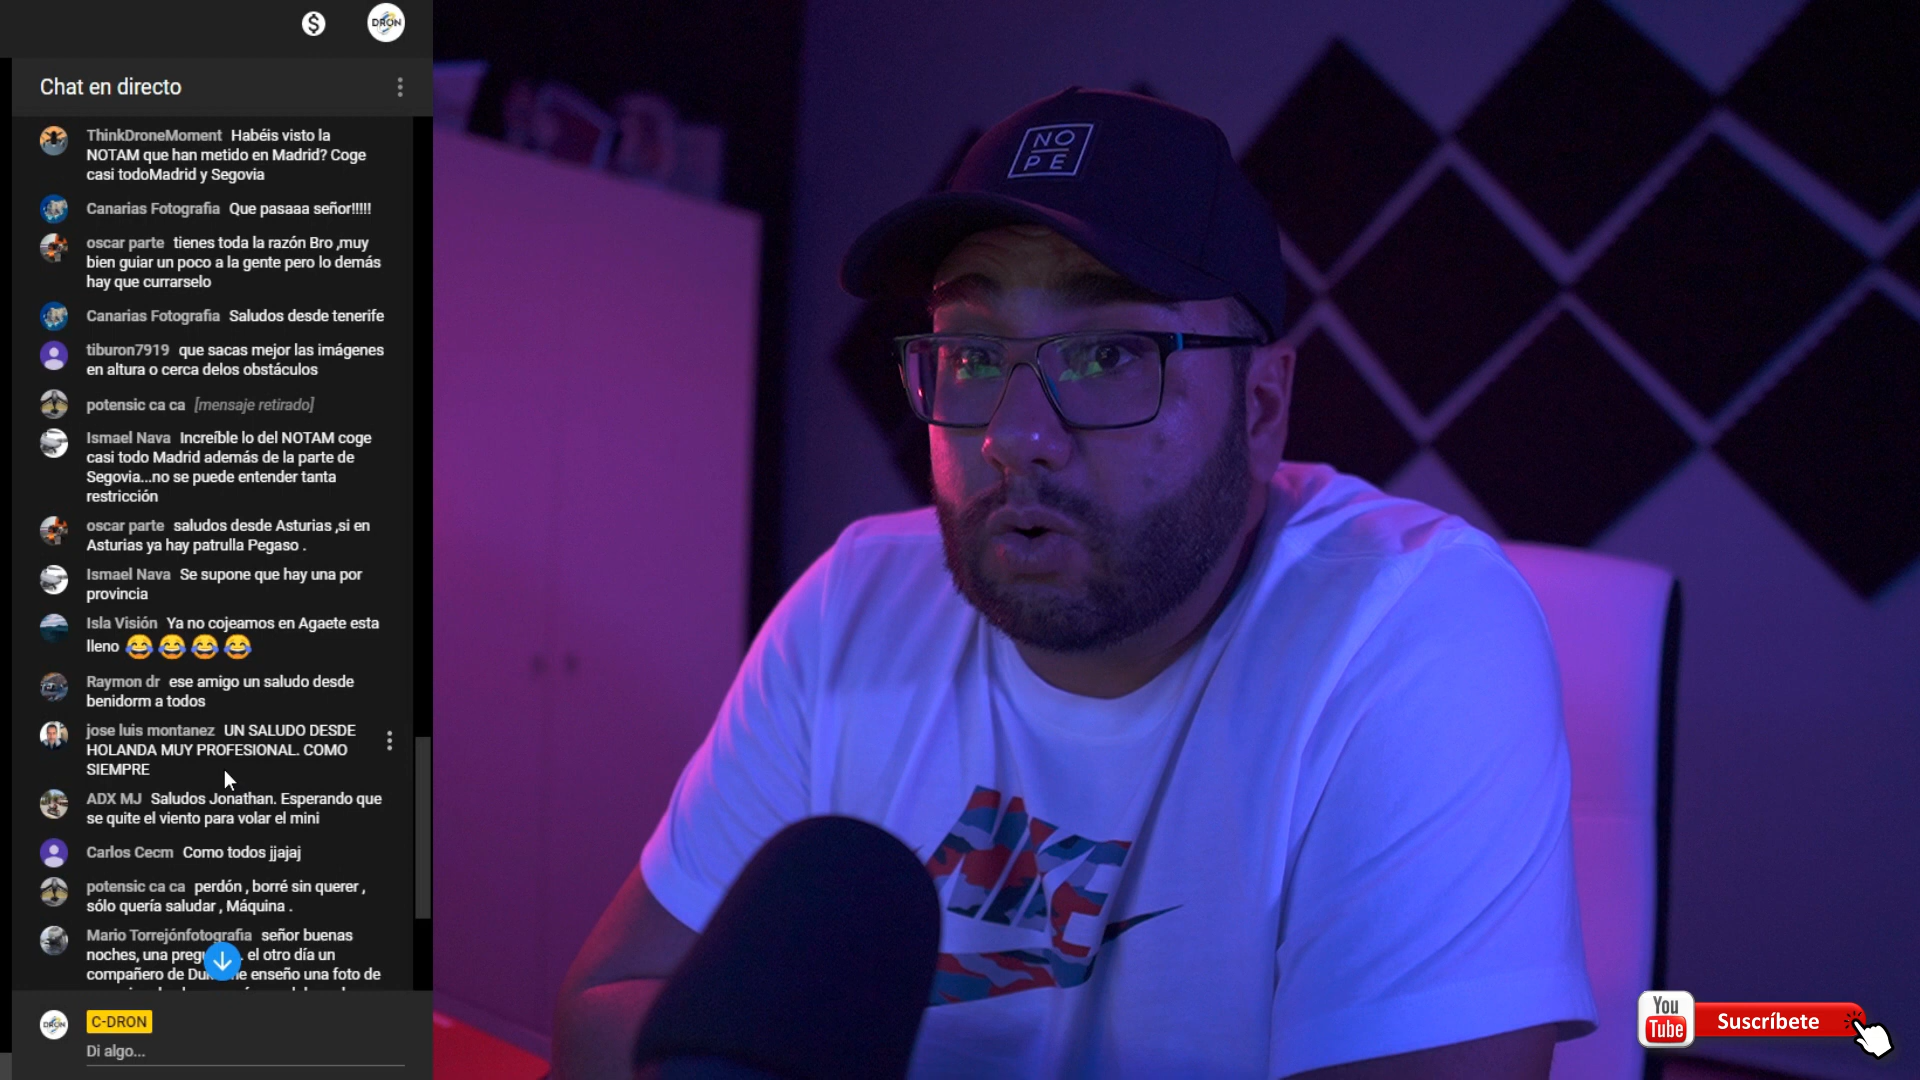 DRON
Chat en directo
ThinkDroneMoment Habéis visto la
NOTAM que han metido en Madrid? Coge
casi todoMadrid y Segovia
Canarias Fotografia Que pasaaa señor!!!!!
oscar parte tienes toda la razón Bro ,muy
bien guiar un poco a la gente pero lo demás
hay que currarselo
Canarias Fotografia Saludos desde tenerife
tiburon7919 que sacas mejor las imágenes
en altura o cerca delos obstáculos
potensic ca ca [mensaje retirado]
Ismael Nava Increíble lo del NOTAM coge
casi todo Madrid además de la parte de
Segovia...no se puede entender tanta
restricción
oscar parte saludos desde Asturias ,si en
Asturias ya hay patrulla Pegaso .
Ismael Nava Se supone que hay una por
provincia
Isla Visión Ya no cojeamos en Agaete esta
lleno 😂 😂 😂 😂
Raymon dr ese amigo un saludo desde
benidorm a todos
jose luis montanez UN SALUDO DESDE
HOLANDA MUY PROFESIONAL. COMO
SIEMPRE
ADX MJ Saludos Jonathan. Esperando que
se quite el viento para volar el mini
Carlos Cecm Como todos jjajaj
potensic ca ca perdón , borré sin querer ,
sólo quería saludar , Máquina .
Mario Torrejónfotografia señor buenas
noches, una el otro día un
compañero de enseño una foto de
DRON
C-DRON
Di algo...
NO
PE
NIKE
You
Tube
Suscríbete